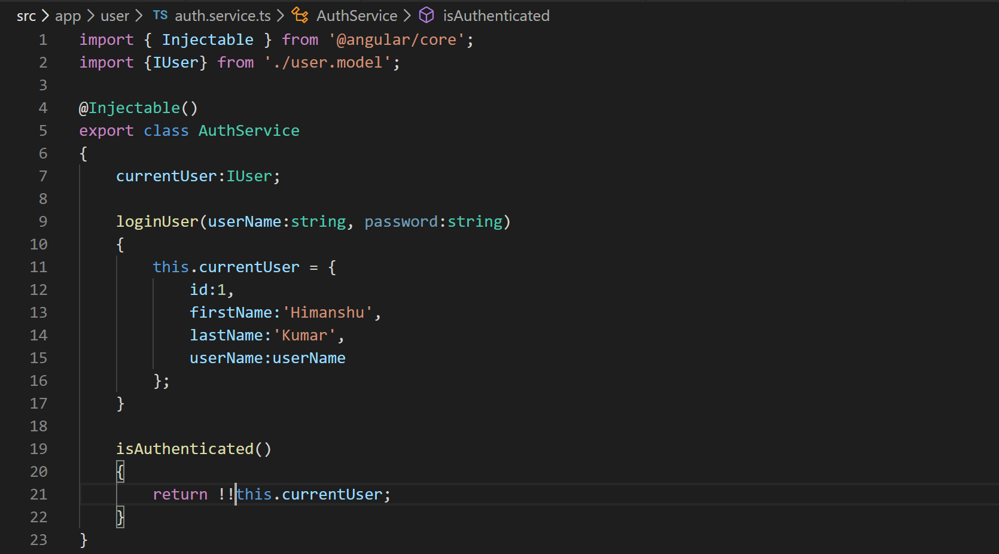 src > app > user > TS auth.service.ts > AuthService > isAuthenticated
1 import { Injectable } from '@angular/core';
2 import {IUser} from './user.model';
3
4 @Injectable()
5 export class AuthService
6 {
7     currentUser:IUser;
8
9     loginUser(userName:string, password:string)
10     {
11         this.currentUser = {
12             id:1,
13             firstName:'Himanshu',
14             lastName:'Kumar',
15             userName:userName
16         };
17     }
18
19     isAuthenticated()
20     {
21         return !!this.currentUser;
22     }
23 }